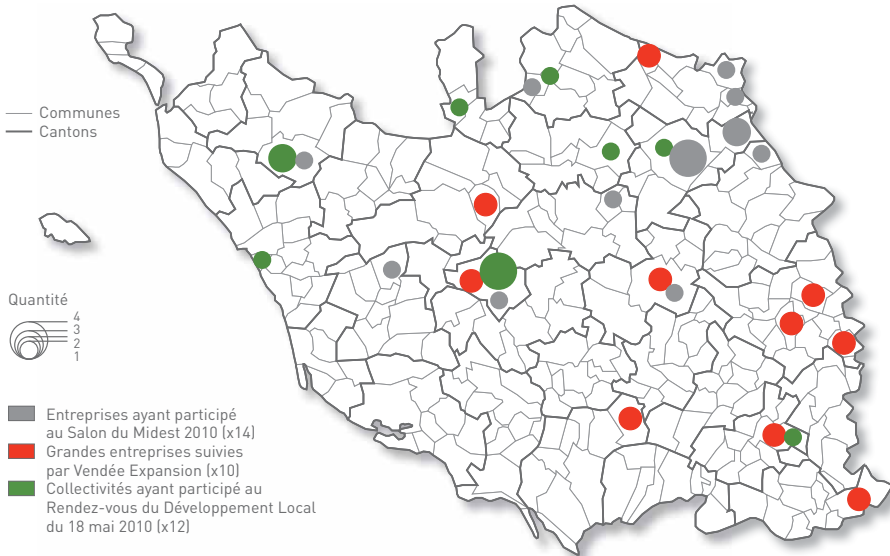 Communes
Cantons
Quantité
4
3
2
1
Entreprises ayant participé
au Salon du Midest 2010 (x14)
Grandes entreprises suivies
par Vendée Expansion (x10)
Collectivités ayant participé au
Rendez-vous du Développement Local
du 18 mai 2010 (x12)